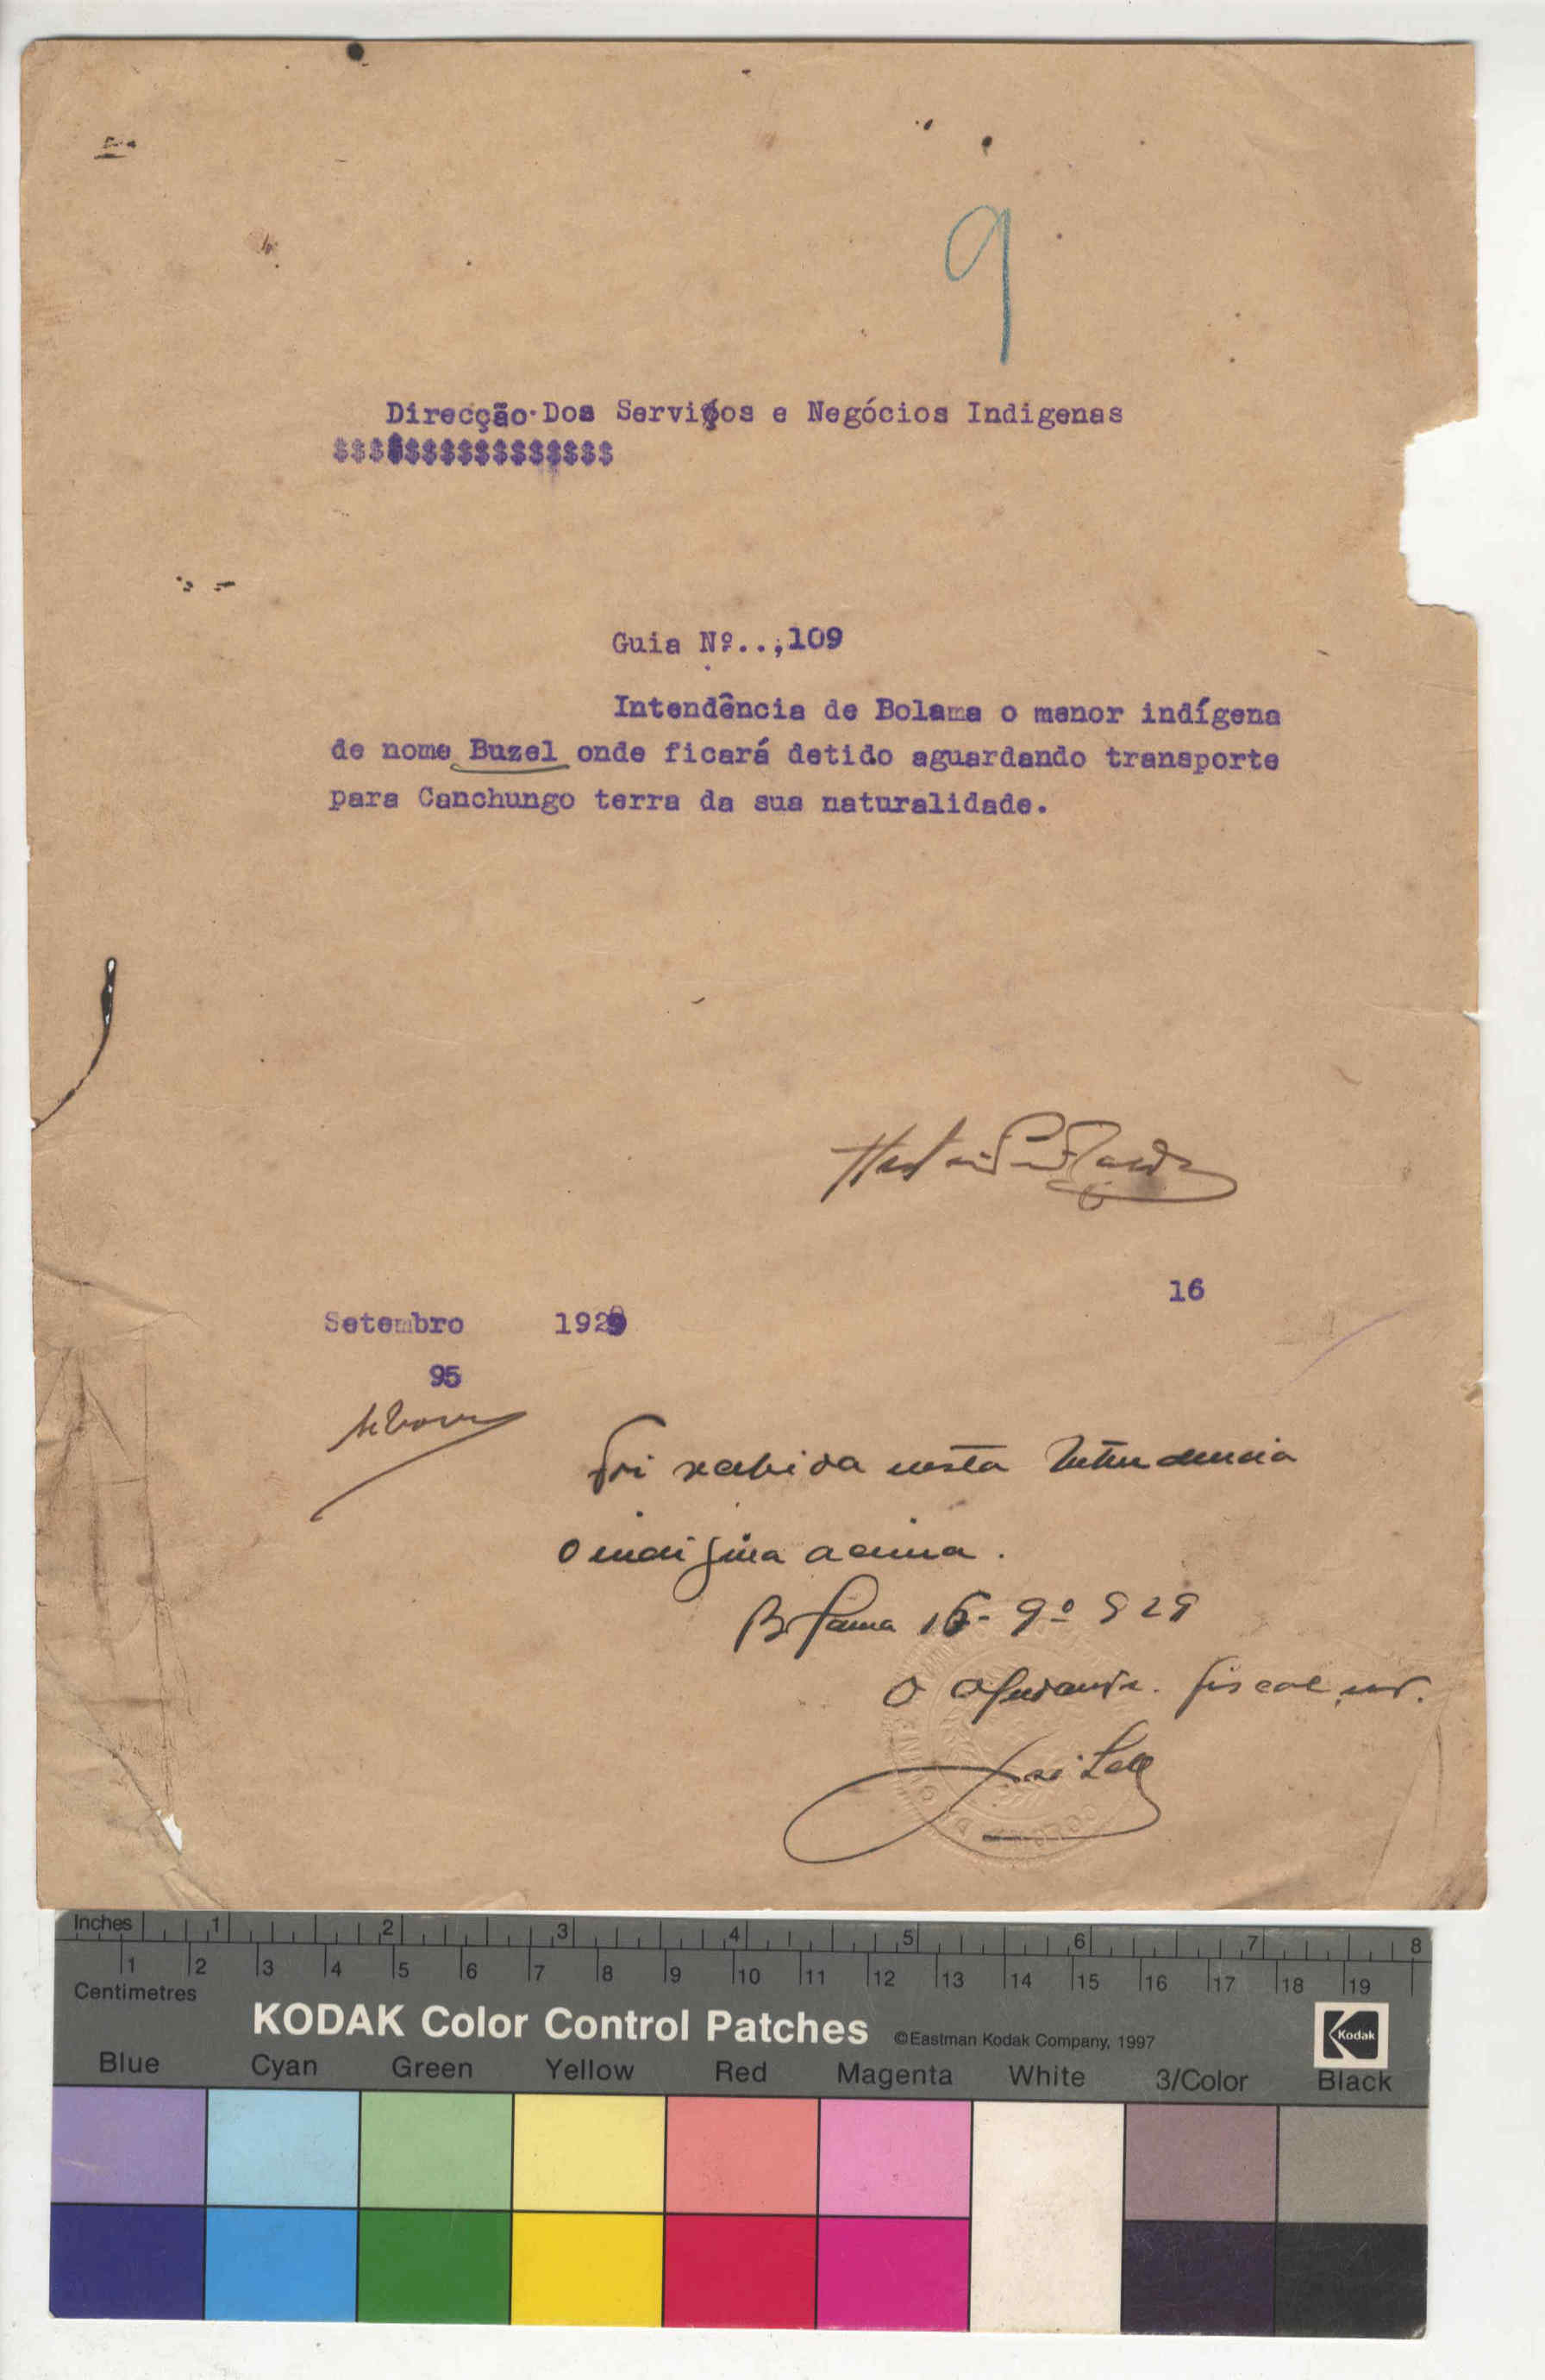 9
Direcção Dos Serviços e Negócios Indigenas
$$$$$$$$$$$$$$$$
Guia Nº..;109
Intendência de Bolama o menor indígena
de nome Buzel onde ficará detido aguardando transporte
para Canchungo terra da sua naturalidade.
16
Setembro 1929
95
Foi recebida nesta Intendencia
o indigina acima.
Bolama 16-9º 929
O Ajudante. fiscal
José
Inches 1 2 3 4 5 6 7 8
1 2 3 4 5 6 7 8 9 10 11 12 13 14 15 16 17 18 19
Centimetres
KODAK Color Control Patches ©Eastman Kodak Company, 1997 Kodak
Blue Cyan Green Yellow Red Magenta White 3/Color Black